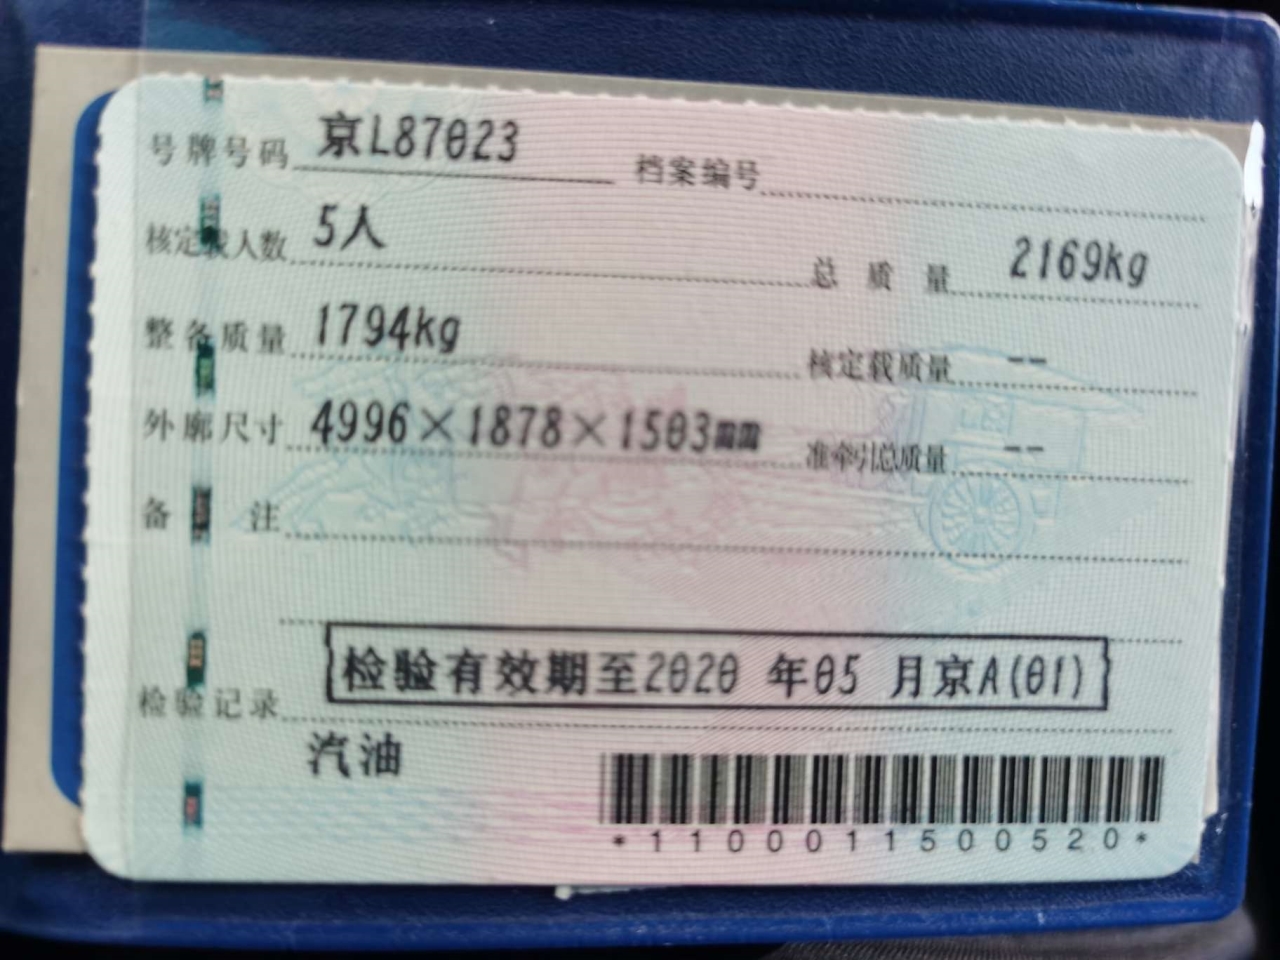 号牌号码 京L87023 档案编号
核定载人数 5人 总质量 2169kg
整备质量 1794kg 核定载质量 --
外廓尺寸 4996×1878×1503mm 准牵引总质量 --
备注
检验记录 检验有效期至2020 年05 月京A(01)
汽油
*1100011500520*